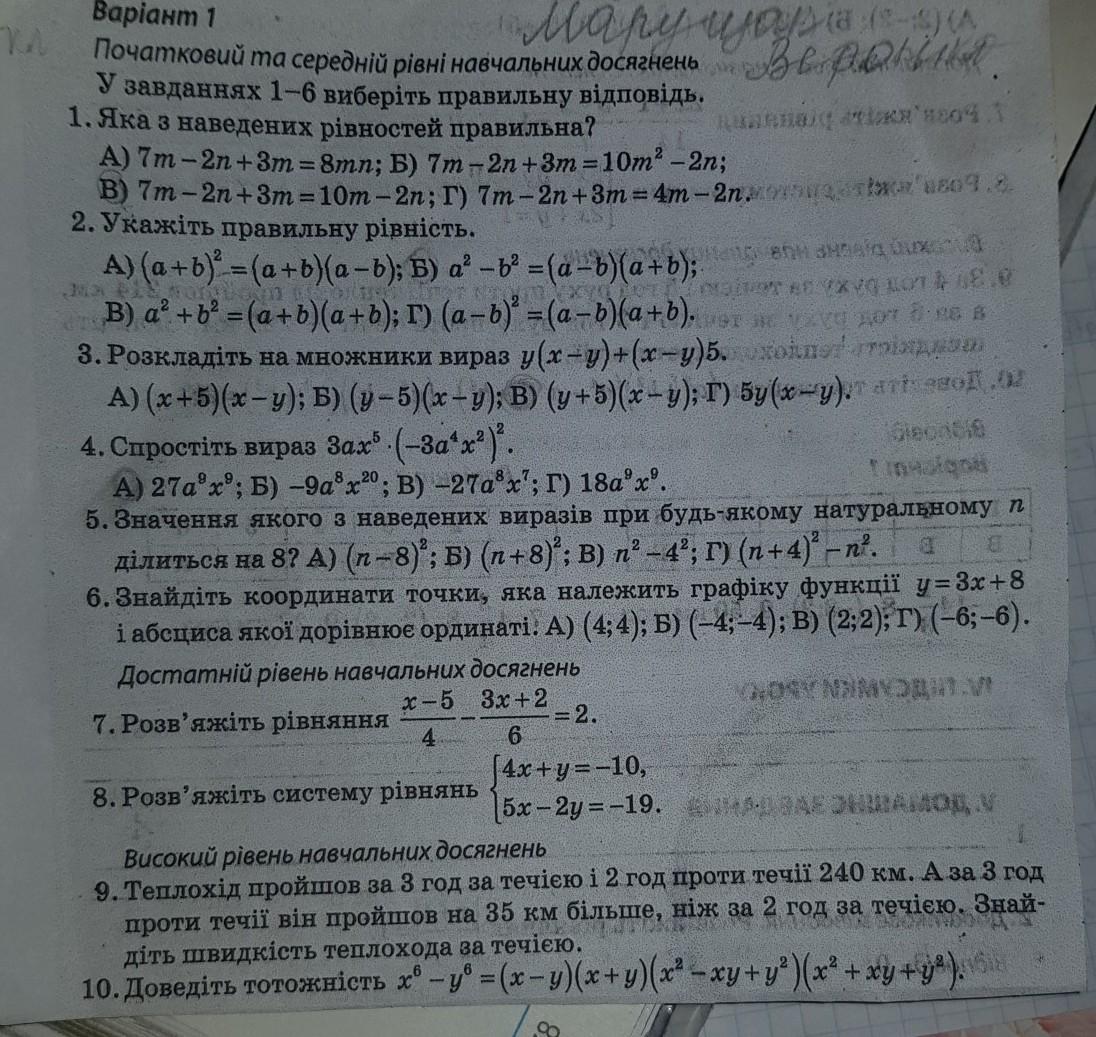 Варіант 1
Марущак
Вероніка
Початковий та середній рівні навчальних досягнень
У завданнях 1–6 виберіть правильну відповідь.
1. Яка з наведених рівностей правильна?
А) 7m – 2n + 3m = 8mn; Б) 7m – 2n + 3m = 10m² – 2n;
В) 7m – 2n + 3m = 10m – 2n; Г) 7m – 2n + 3m = 4m – 2n.
2. Укажіть правильну рівність.
А) (a + b)² = (a + b)(a – b); Б) a² – b² = (a – b)(a + b);
В) a² + b² = (a + b)(a + b); Г) (a – b)² = (a – b)(a + b).
3. Розкладіть на множники вираз y(x – y) + (x – y)5.
А) (x + 5)(x – y); Б) (y – 5)(x – y); В) (y + 5)(x – y); Г) 5y(x – y).
4. Спростіть вираз 3ax⁵ · (–3a⁴x²)².
А) 27a⁹x⁹; Б) –9a⁸x²⁰; В) –27a⁸x⁷; Г) 18a⁹x⁹.
5. Значення якого з наведених виразів при будь-якому натуральному n
ділиться на 8? А) (n – 8)²; Б) (n + 8)²; В) n² – 4²; Г) (n + 4)² – n².
6. Знайдіть координати точки, яка належить графіку функції y = 3x + 8
і абсциса якої дорівнює ординаті. А) (4; 4); Б) (–4; –4); В) (2; 2); Г) (–6; –6).
Достатній рівень навчальних досягнень
7. Розв'яжіть рівняння (x – 5)/4 – (3x + 2)/6 = 2.
8. Розв'яжіть систему рівнянь { 4x + y = –10,
5x – 2y = –19.
Високий рівень навчальних досягнень
9. Теплохід пройшов за 3 год за течією і 2 год проти течії 240 км. А за 3 год
проти течії він пройшов на 35 км більше, ніж за 2 год за течією. Знай-
діть швидкість теплохода за течією.
10. Доведіть тотожність x⁶ – y⁶ = (x – y)(x + y)(x² – xy + y²)(x² + xy + y²).